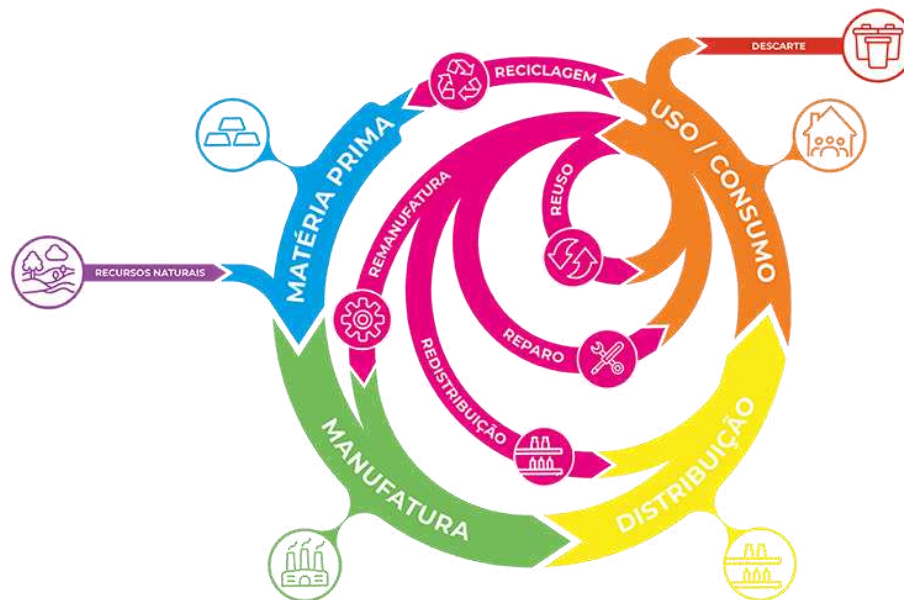 DESCARTE
RECICLAGEM
USO / CONSUMO
MATÉRIA PRIMA
REUSO
REMANUFATURA
RECURSOS NATURAIS
REPARO
REDISTRIBUIÇÃO
MANUFATURA
DISTRIBUIÇÃO